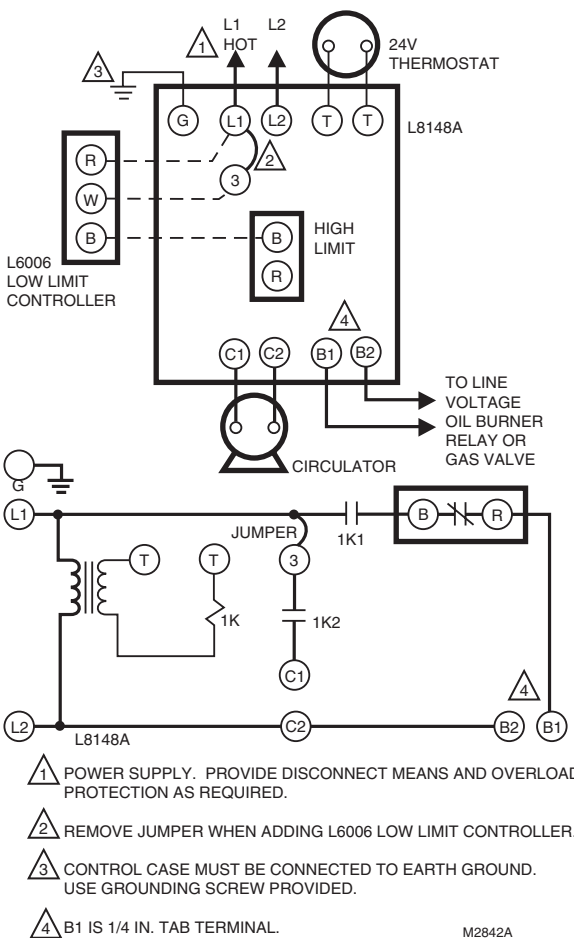 L1 L2
1 HOT
24V
THERMOSTAT
3
G L1 L2 T T
L8148A
2
3
R
W
B
L6006
LOW LIMIT
CONTROLLER
B
R
HIGH
LIMIT
4
C1 C2 B1 B2
TO LINE
VOLTAGE
OIL BURNER
RELAY OR
GAS VALVE
CIRCULATOR
G
L1
JUMPER
1K1
B R
T T
3
1K
1K2
C1
4
L2
L8148A
C2
B2 B1
1 POWER SUPPLY. PROVIDE DISCONNECT MEANS AND OVERLOAD
PROTECTION AS REQUIRED.
2 REMOVE JUMPER WHEN ADDING L6006 LOW LIMIT CONTROLLER.
3 CONTROL CASE MUST BE CONNECTED TO EARTH GROUND.
USE GROUNDING SCREW PROVIDED.
4 B1 IS 1/4 IN. TAB TERMINAL.
M2842A